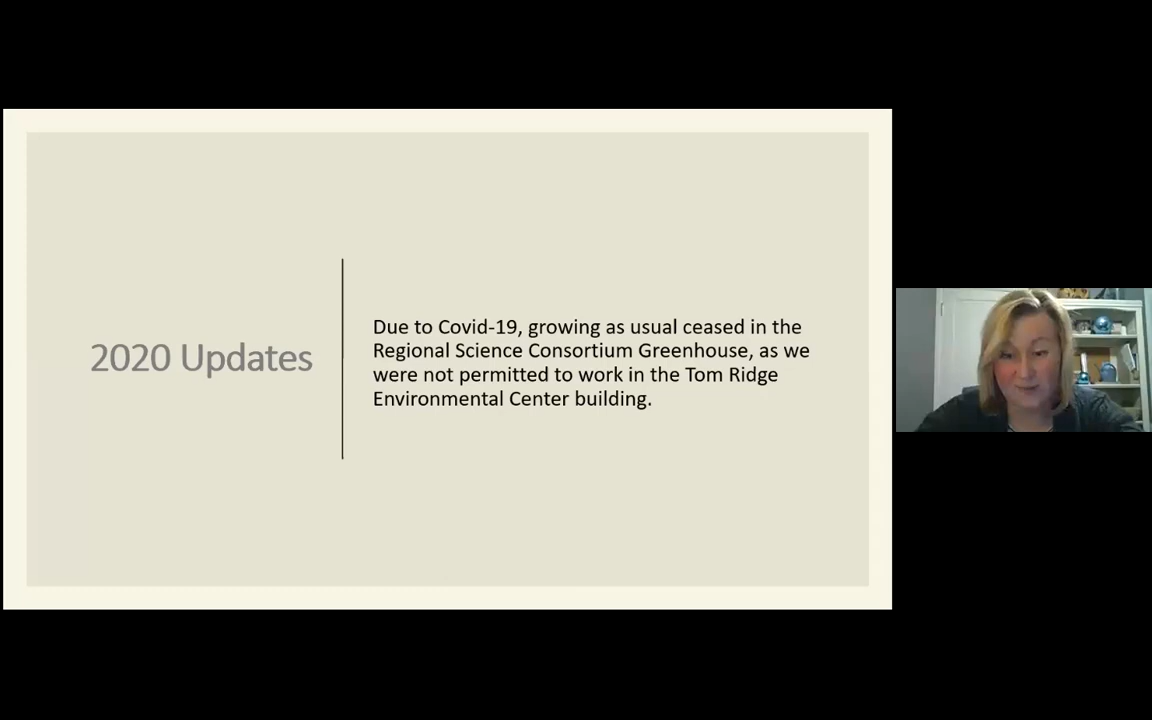 2020 Updates
Due to Covid-19, growing as usual ceased in the
Regional Science Consortium Greenhouse, as we
were not permitted to work in the Tom Ridge
Environmental Center building.